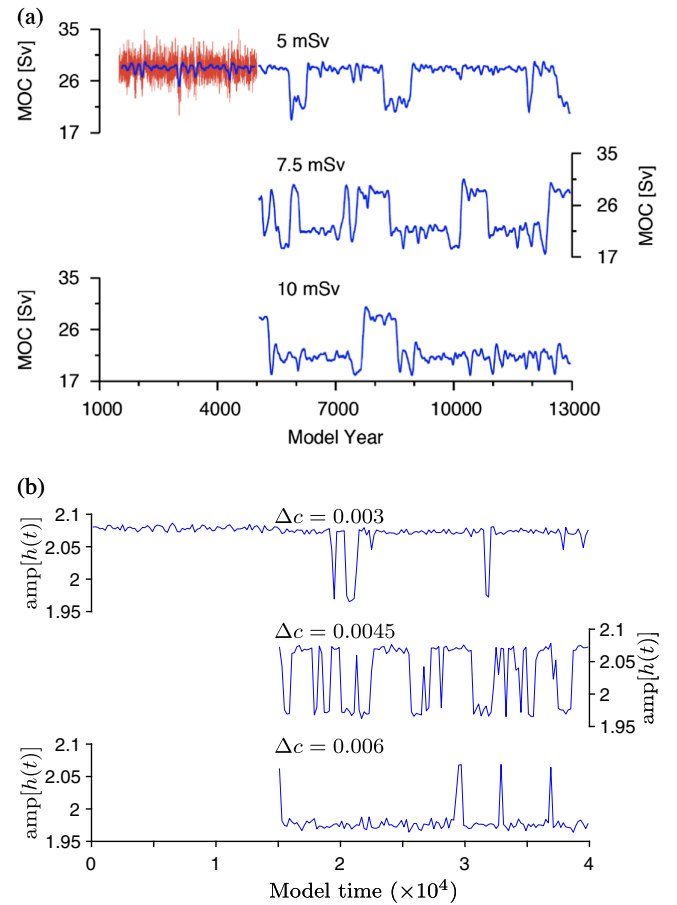 (a)
35
26
17
MOC [Sv]
5 mSv
7.5 mSv
35
26
17
MOC [Sv]
35
26
17
MOC [Sv]
10 mSv
1000 4000 7000 10000 13000
Model Year
(b)
2.1
2.05
2
1.95
amp[h(t)]
Δc = 0.003
Δc = 0.0045
2.1
2.05
2
1.95
amp[h(t)]
2.1
2.05
2
1.95
amp[h(t)]
Δc = 0.006
0 1 2 3 4
Model time (×10⁴)